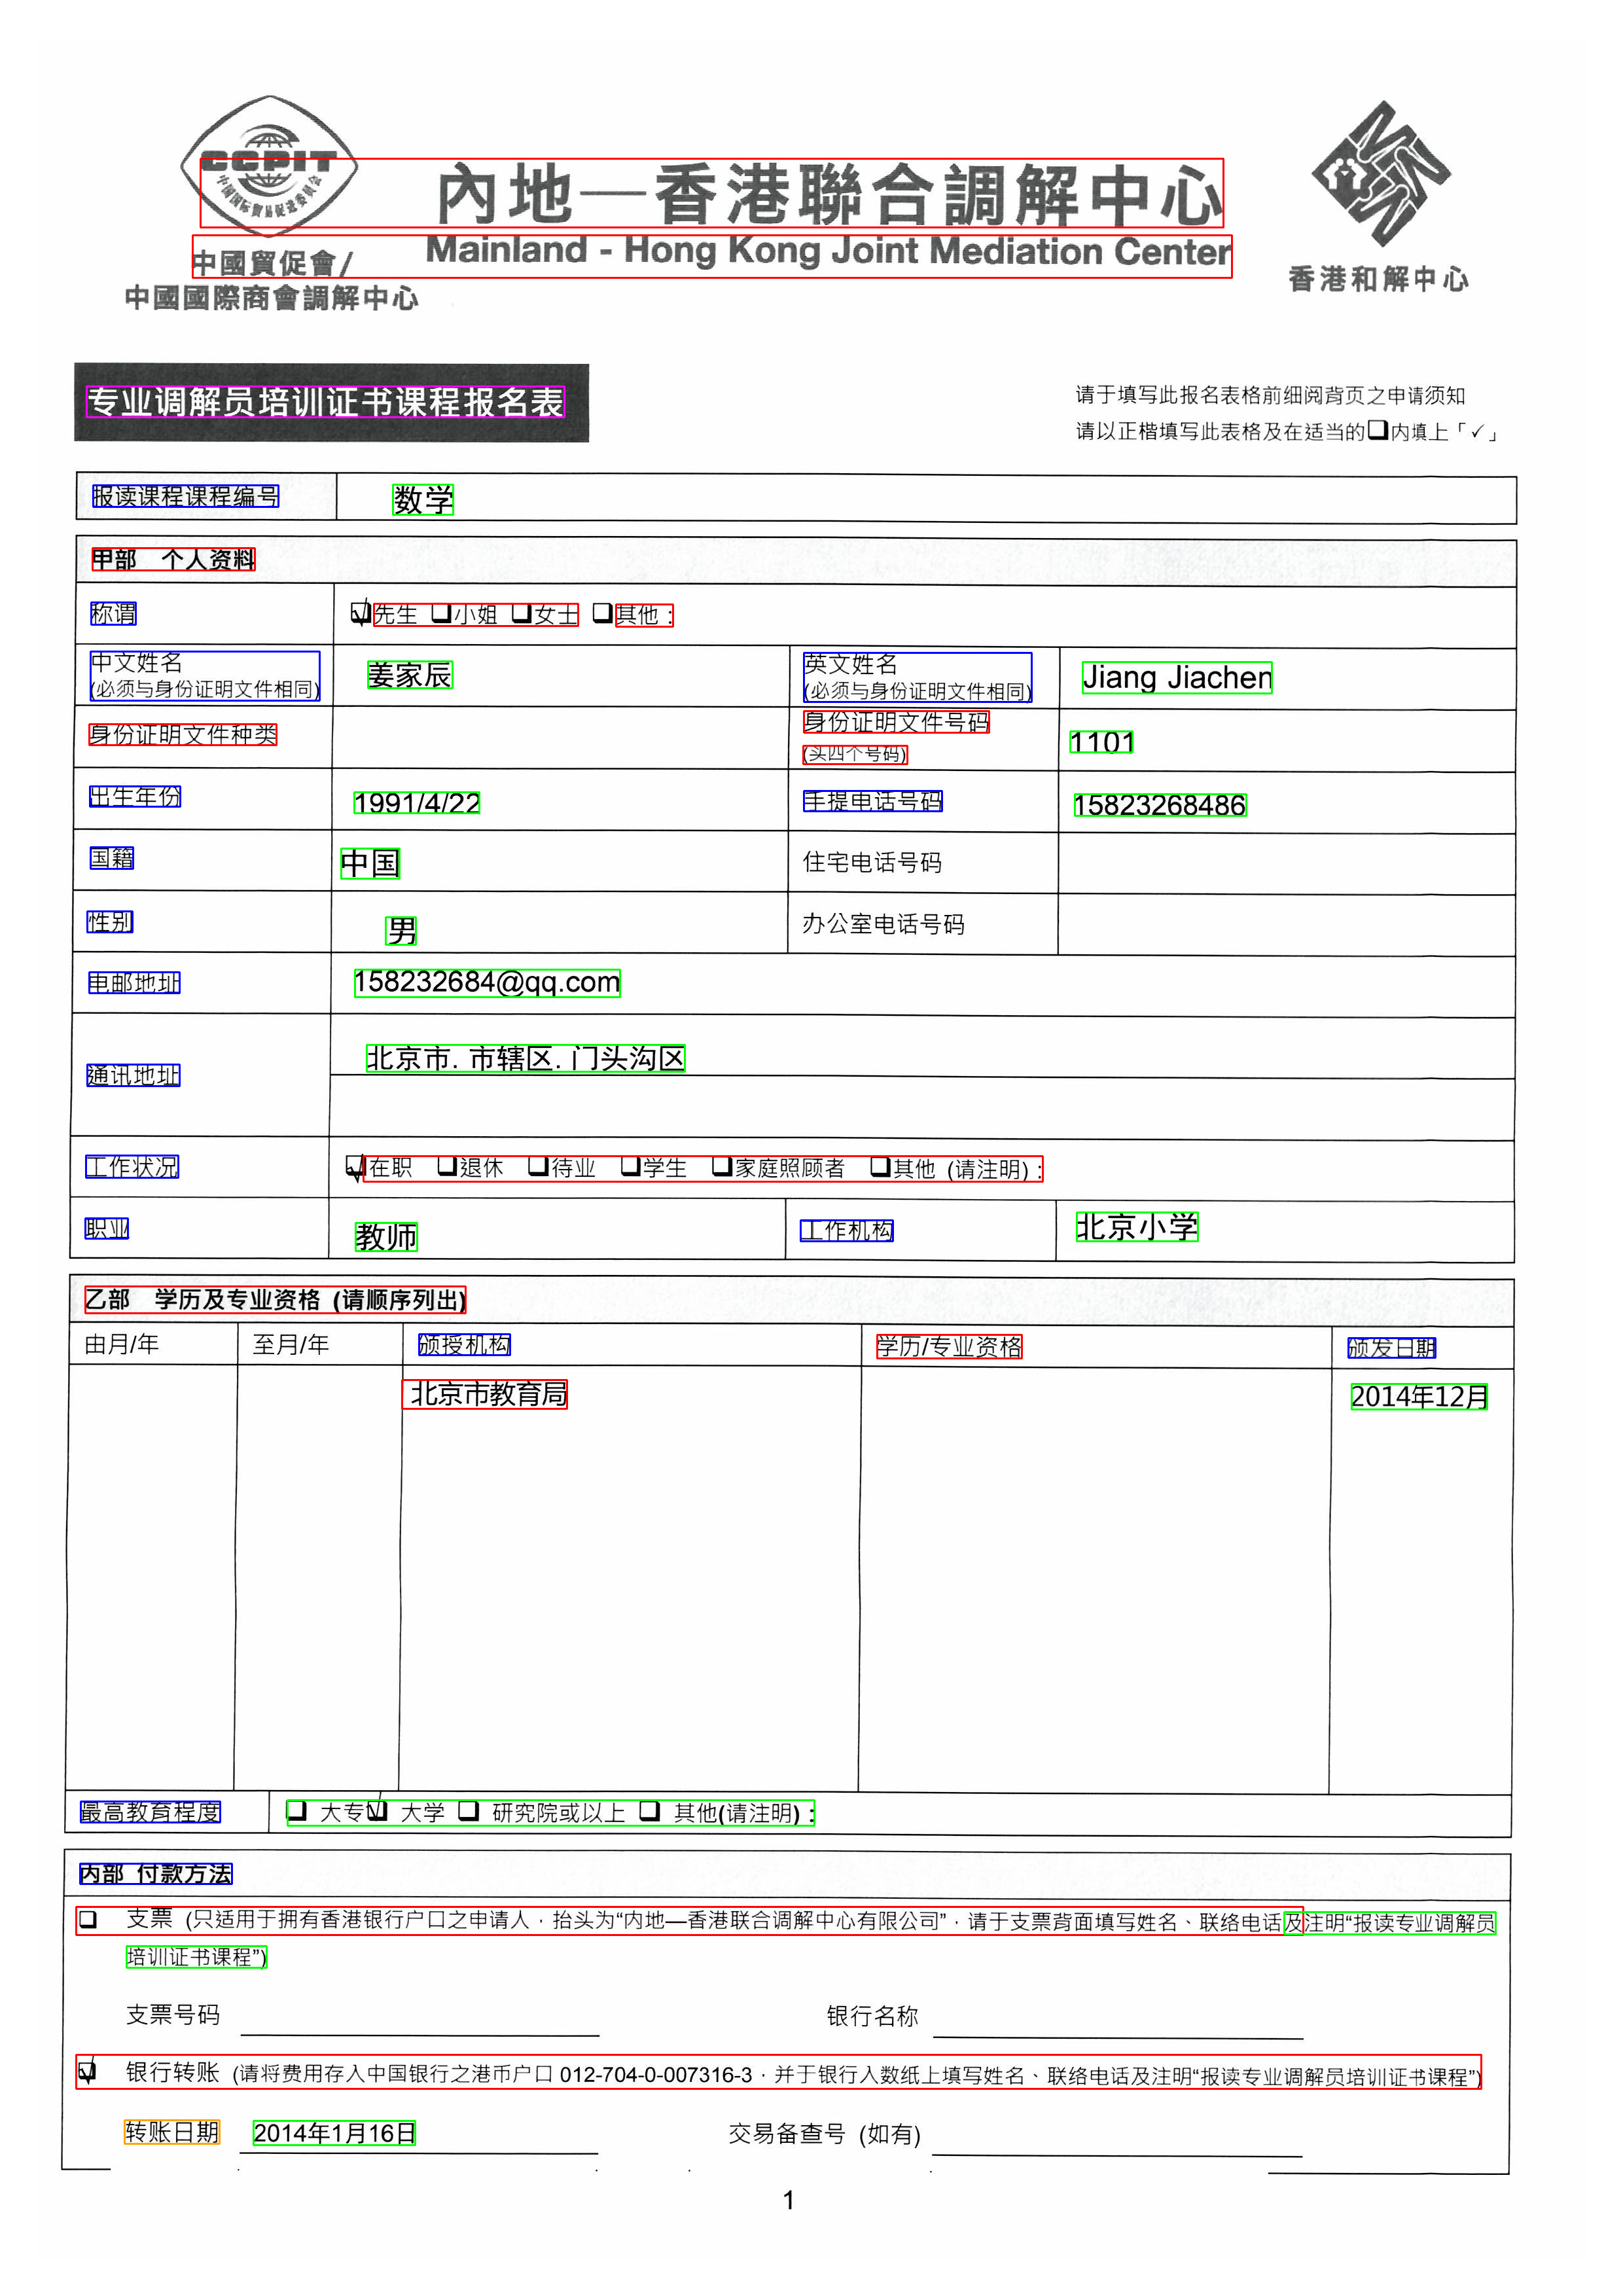 CCPIT
中国国际贸易促进委员会
內地—香港聯合調解中心
Mainland - Hong Kong Joint Mediation Center
中國貿促會/
中國國際商會調解中心
香港和解中心
专业调解员培训证书课程报名表
请于填写此报名表格前细阅背页之申请须知
请以正楷填写此表格及在适当的❑内填上「✓」
报读课程课程编号 数学
甲部 个人资料
称谓 ☑先生 ❑小姐 ❑女士 ❑其他：
中文姓名 (必须与身份证明文件相同) 姜家辰 英文姓名 (必须与身份证明文件相同) Jiang Jiachen
身份证明文件种类 身份证明文件号码 (头四个号码) 1101
出生年份 1991/4/22 手提电话号码 15823268486
国籍 中国 住宅电话号码
性别 男 办公室电话号码
电邮地址 158232684@qq.com
通讯地址 北京市. 市辖区. 门头沟区
工作状况 ☑在职 ❑退休 ❑待业 ❑学生 ❑家庭照顾者 ❑其他 (请注明)：
职业 教师 工作机构 北京小学
乙部 学历及专业资格 (请顺序列出)
由月/年 至月/年 颁授机构 学历/专业资格 颁发日期
北京市教育局 2014年12月
最高教育程度 ❑ 大专 ☑ 大学 ❑ 研究院或以上 ❑ 其他(请注明)：
内部 付款方法
❑ 支票 (只适用于拥有香港银行户口之申请人，抬头为“内地—香港联合调解中心有限公司”，请于支票背面填写姓名、联络电话及注明“报读专业调解员
培训证书课程”)
支票号码 银行名称
☑ 银行转账 (请将费用存入中国银行之港币户口 012-704-0-007316-3，并于银行入数纸上填写姓名、联络电话及注明“报读专业调解员培训证书课程”)
转账日期 2014年1月16日 交易备查号 (如有)
1